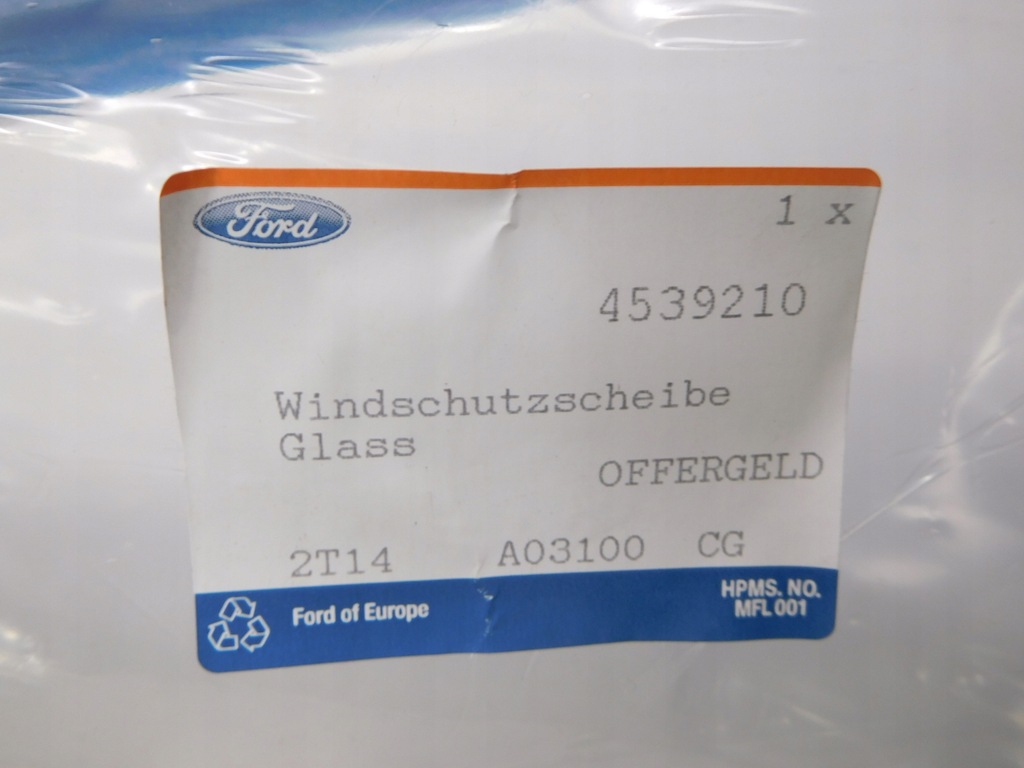 Ford
1 x
4539210
Windschutzscheibe
Glass
OFFERGELD
2T14 A03100 CG
Ford of Europe
HPMS. NO.
MFL 001